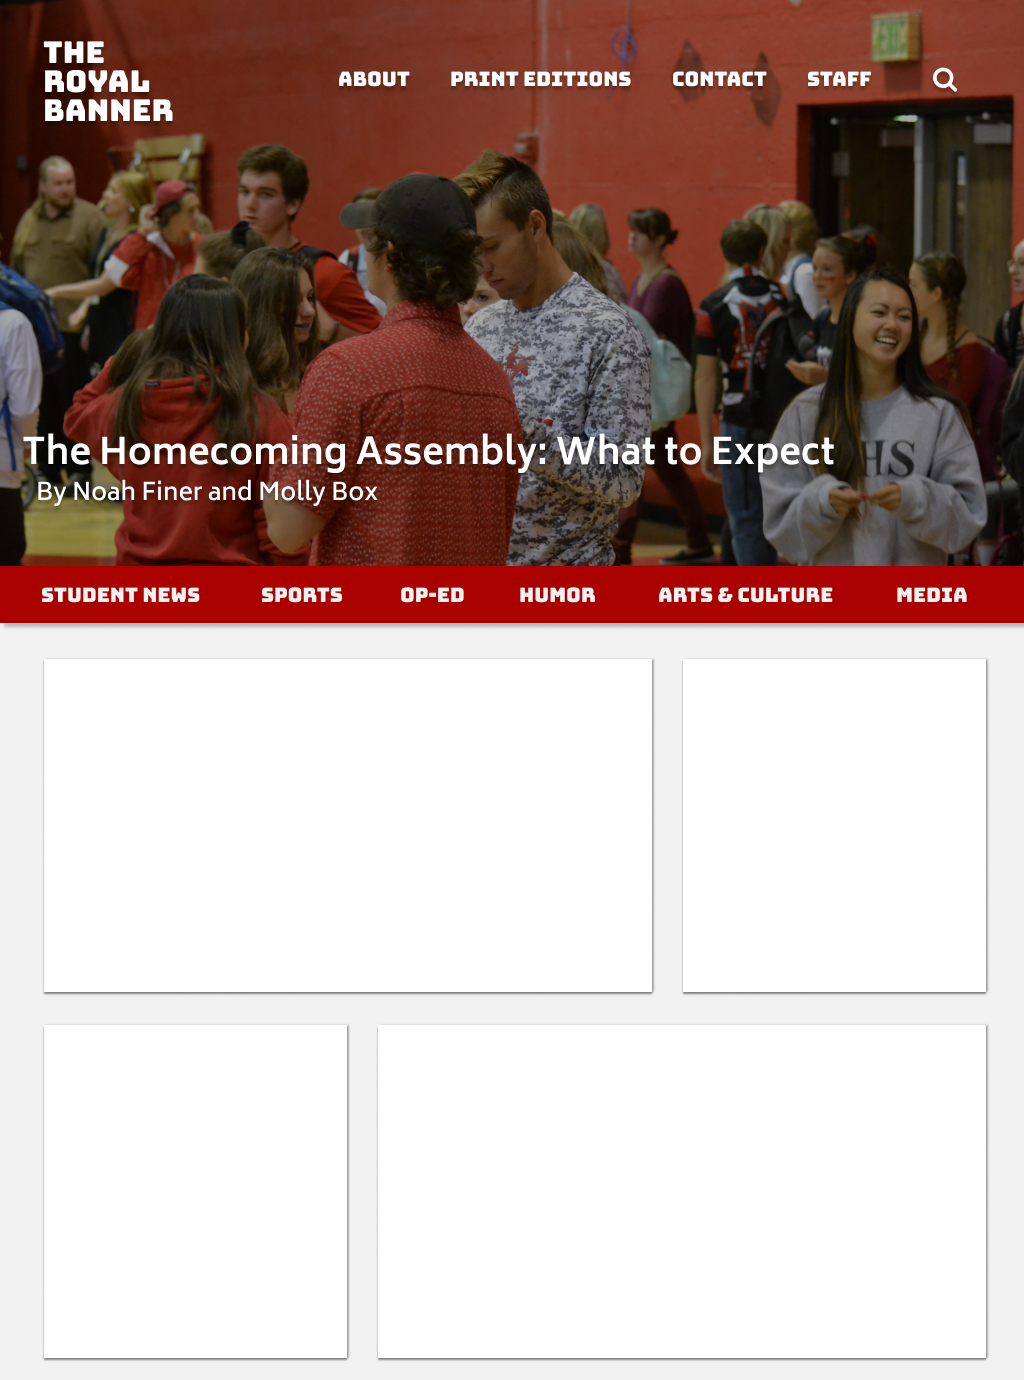 THE
ROYAL
BANNER
ABOUT PRINT EDITIONS CONTACT STAFF
EXIT
The Homecoming Assembly: What to Expect
By Noah Finer and Molly Box
HS
STUDENT NEWS SPORTS OP-ED HUMOR ARTS & CULTURE MEDIA